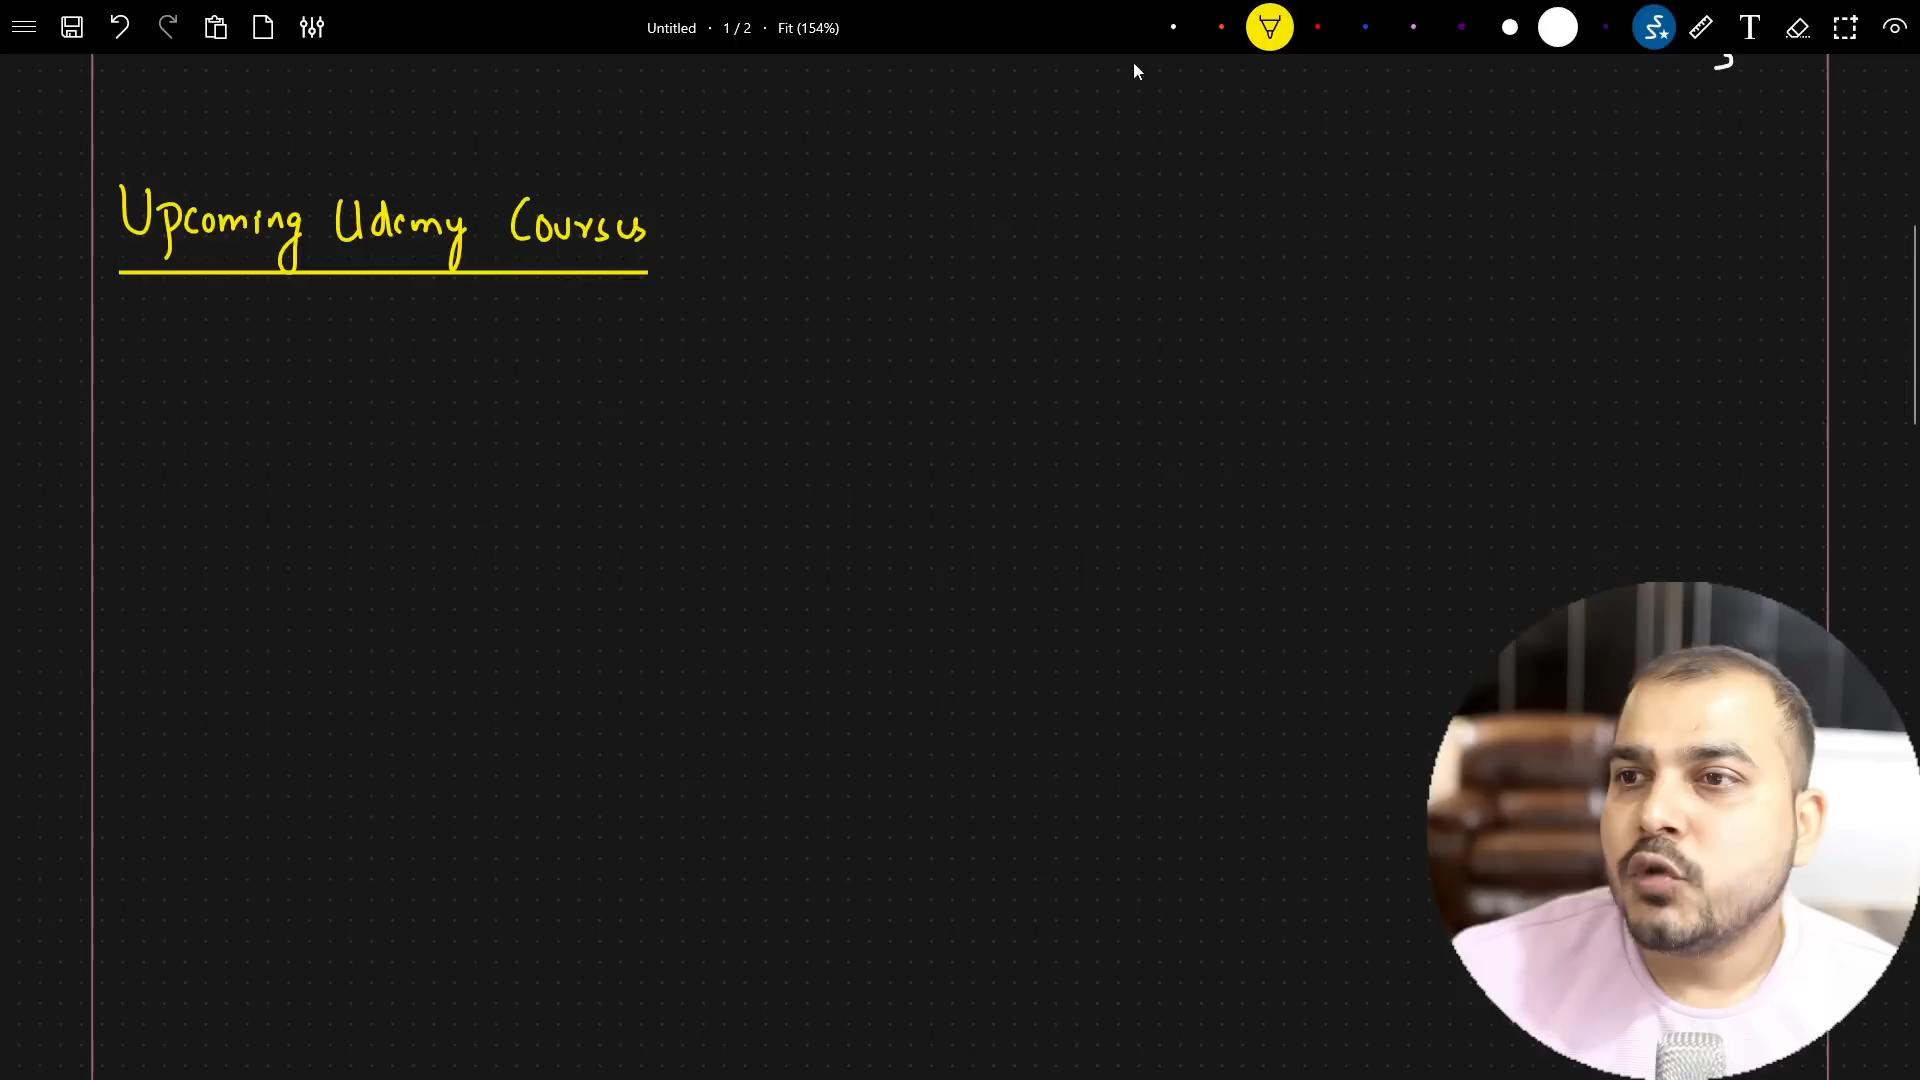 Untitled · 1 / 2 · Fit (154%)
Upcoming Udemy Courses